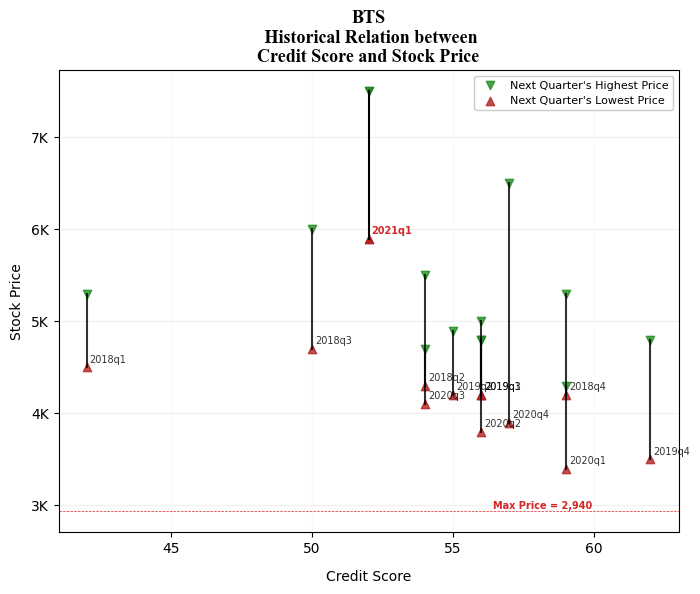 BTS
Historical Relation between
Credit Score and Stock Price
Next Quarter's Highest Price
Next Quarter's Lowest Price
7K
6K
5K
4K
3K
Stock Price
2021q1
2018q3
2018q1
2018q2
2020q3
2019q1
2018q4
2020q4
2020q2
2019q4
2020q1
Max Price = 2,940
45
50
55
60
Credit Score